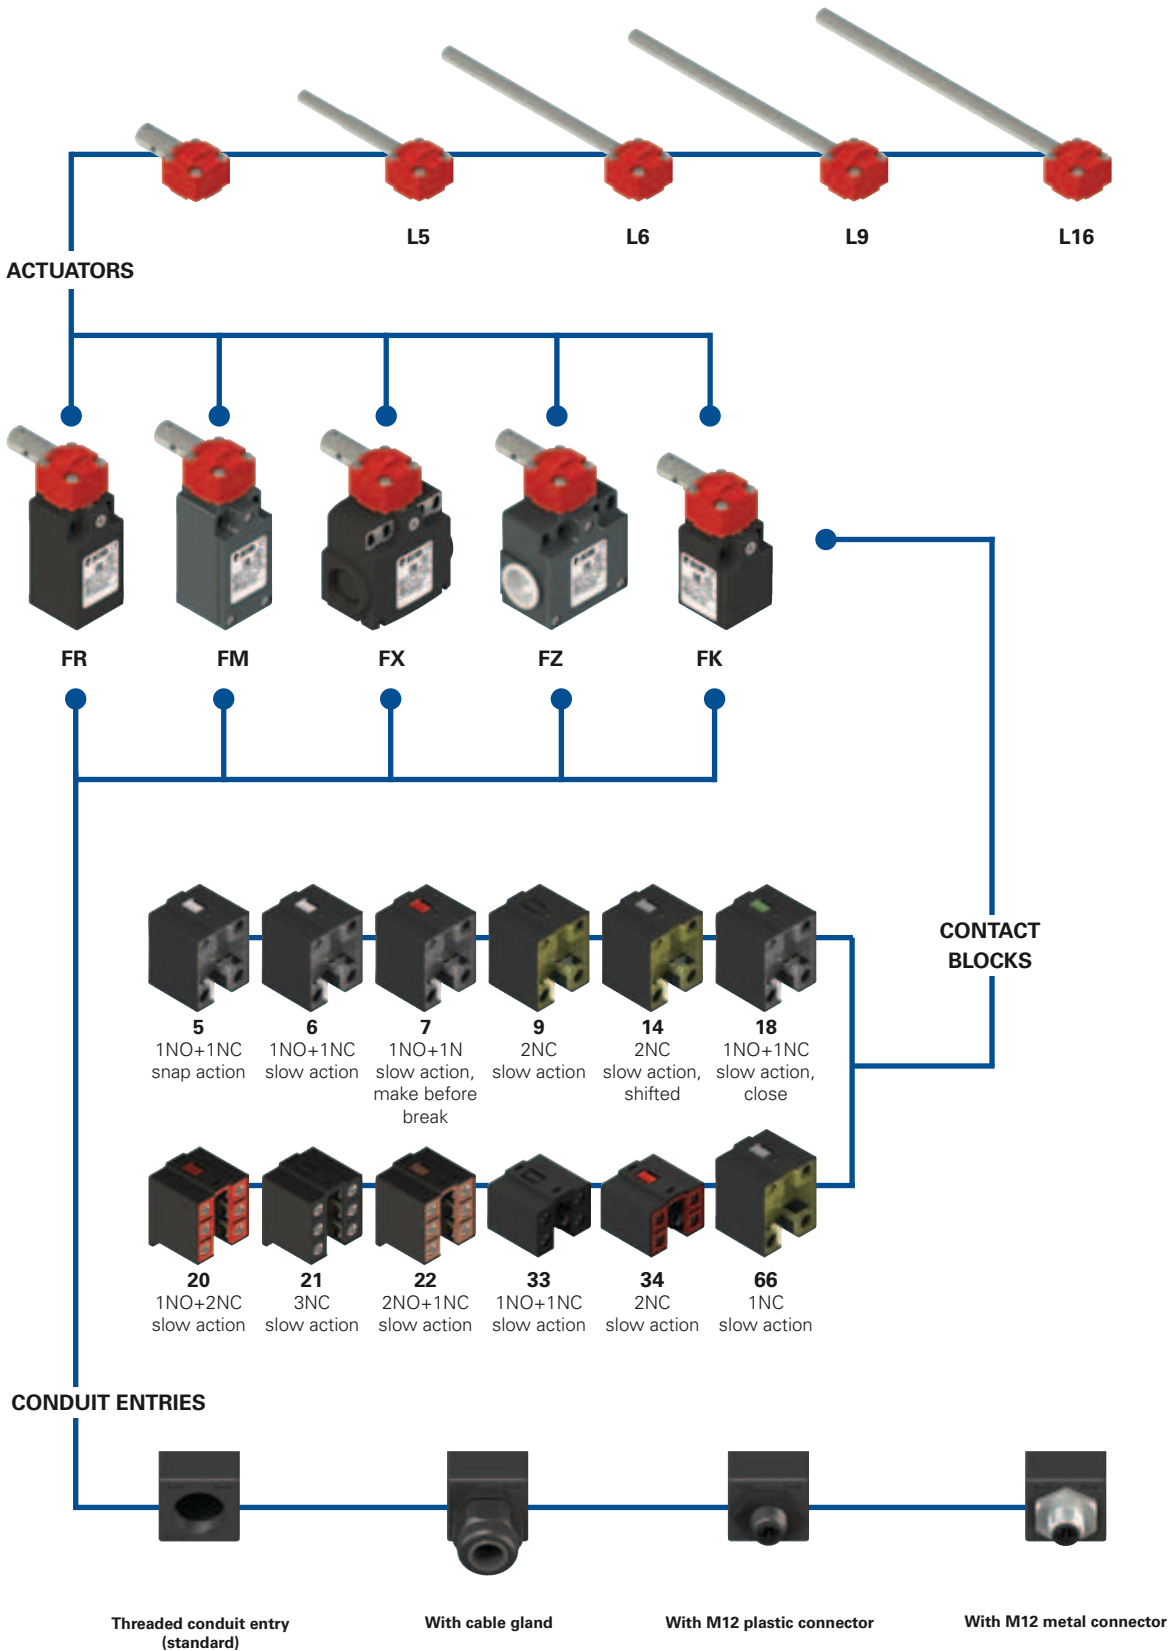 L5 L6 L9 L16
ACTUATORS
FR FM FX FZ FK
CONTACT
BLOCKS
5 6 7 9 14 18
1NO+1NC 1NO+1NC 1NO+1N 2NC 2NC 1NO+1NC
snap action slow action slow action, slow action slow action, slow action,
make before shifted close
break
20 21 22 33 34 66
1NO+2NC 3NC 2NO+1NC 1NO+1NC 2NC 1NC
slow action slow action slow action slow action slow action slow action
CONDUIT ENTRIES
Threaded conduit entry With cable gland With M12 plastic connector With M12 metal connector
(standard)